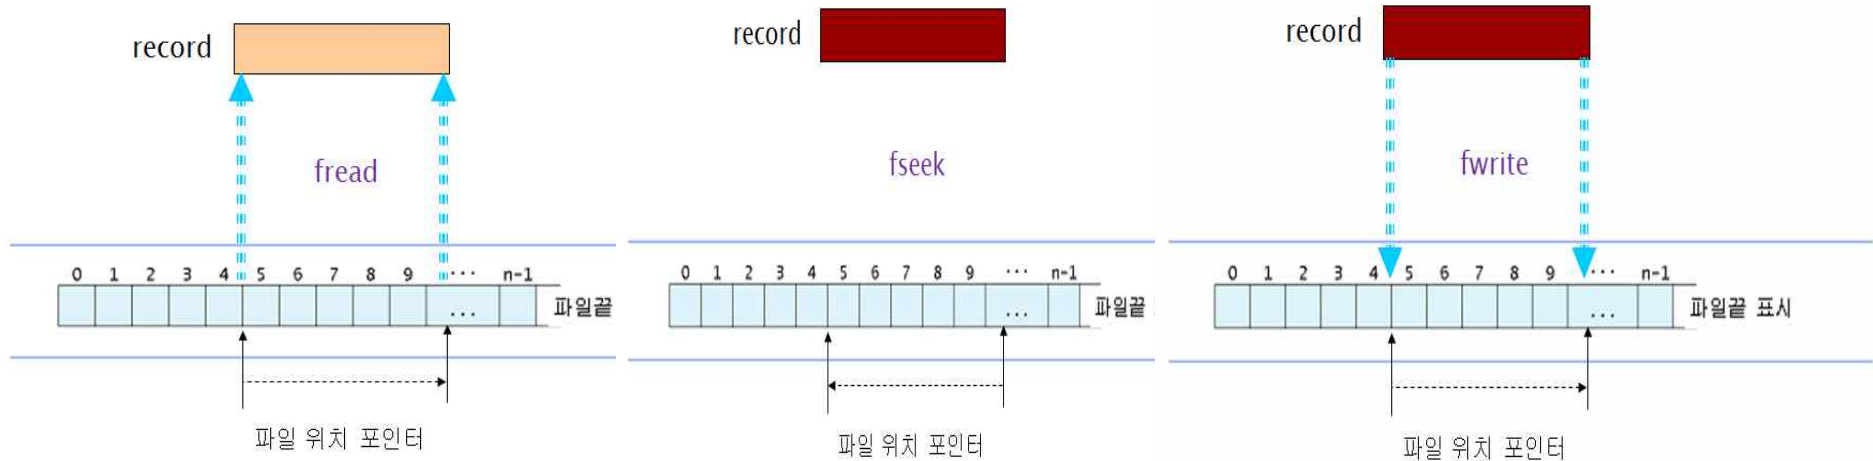 record
fread
0 1 2 3 4 5 6 7 8 9 ... n-1
... 파일끝
파일 위치 포인터
record
fseek
0 1 2 3 4 5 6 7 8 9 ... n-1
... 파일끝
파일 위치 포인터
record
fwrite
0 1 2 3 4 5 6 7 8 9 ... n-1
... 파일끝 표시
파일 위치 포인터